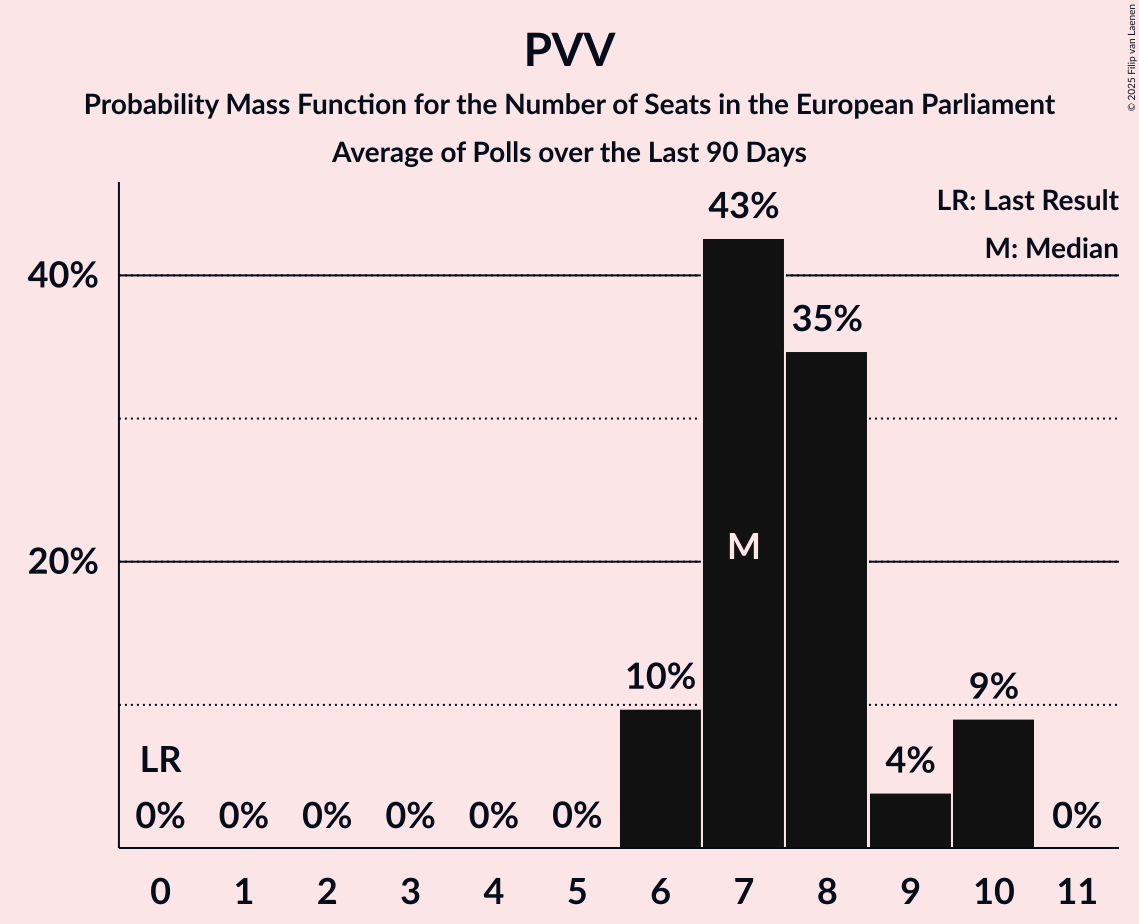 PVV
Probability Mass Function for the Number of Seats in the European Parliament
Average of Polls over the Last 90 Days
© 2025 Filip van Laenen
LR: Last Result
M: Median
43%
40%
35%
M
20%
10%
9%
LR
4%
0% 0% 0% 0% 0% 0% 0%
0 1 2 3 4 5 6 7 8 9 10 11